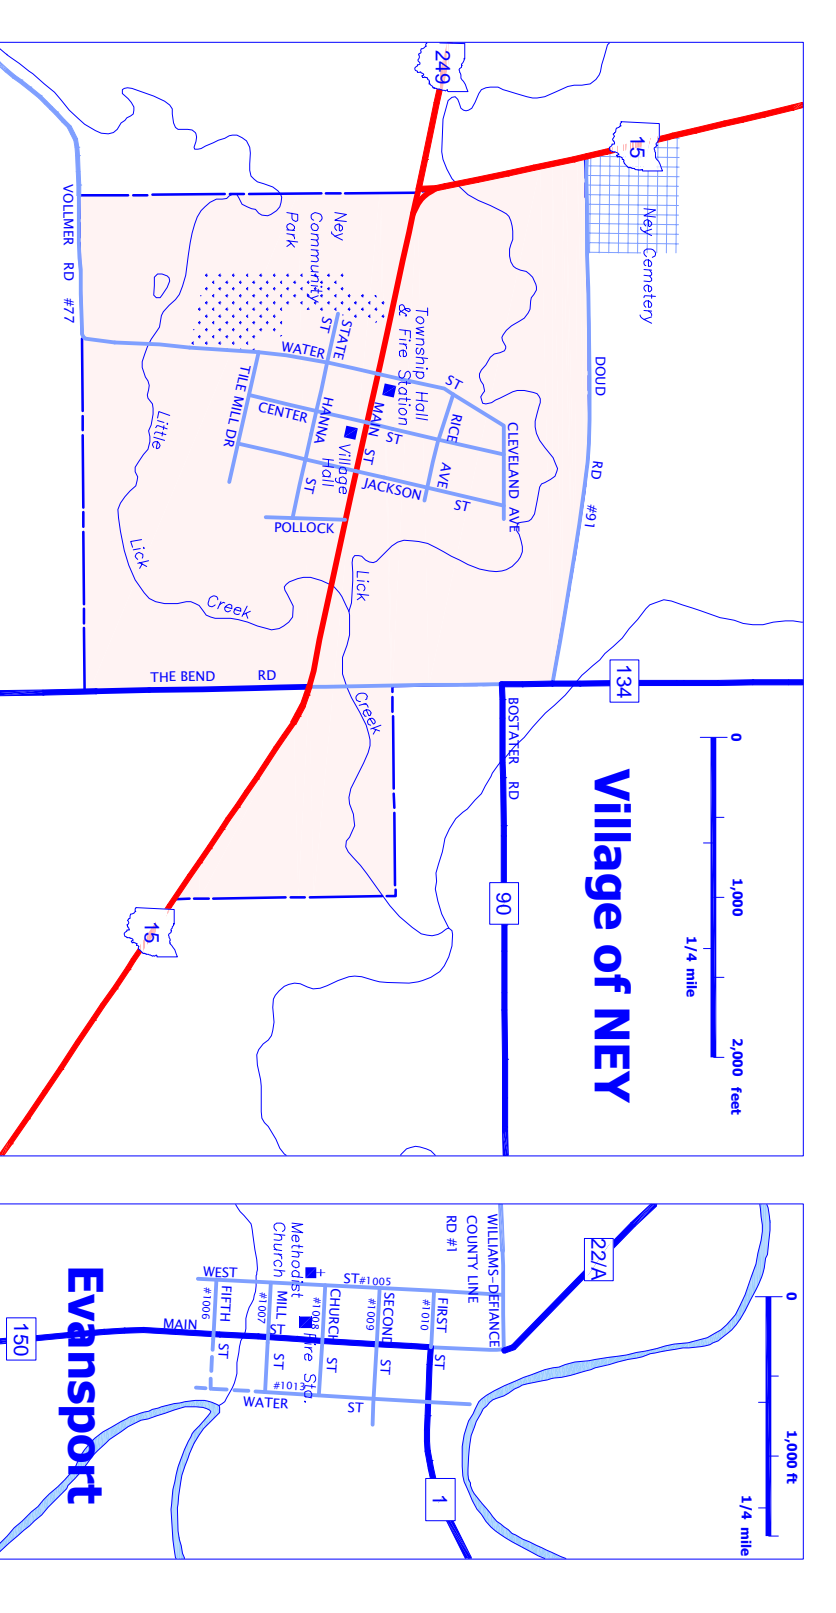 Village of NEY
0
1,000
2,000 feet
1/4 mile
249
15
Ney Cemetery
DOUD RD #91
VOLLMER RD #77
Ney
Community
Park
Township Hall
& Fire Station
STATE
ST
WATER ST
TILE MILL DR
CENTER ST
HANNA ST
MAIN ST
RICE AVE
CLEVELAND AVE
Village
Hall
JACKSON ST
POLLOCK
Little
Lick
Creek
Lick
Creek
THE BEND RD
134
BOSTATER RD
90
15
Evansport
0
1,000 ft
1/4 mile
WILLIAMS-DEFIANCE
COUNTY LINE
RD #1
22/A
Methodist
Church
WEST ST #1005
FIFTH ST
#1006
MILL ST
#1007
CHURCH ST
#1008
SECOND ST
#1009
FIRST ST
#1010
Fire Sta.
MAIN ST
150
#1013
WATER ST
1